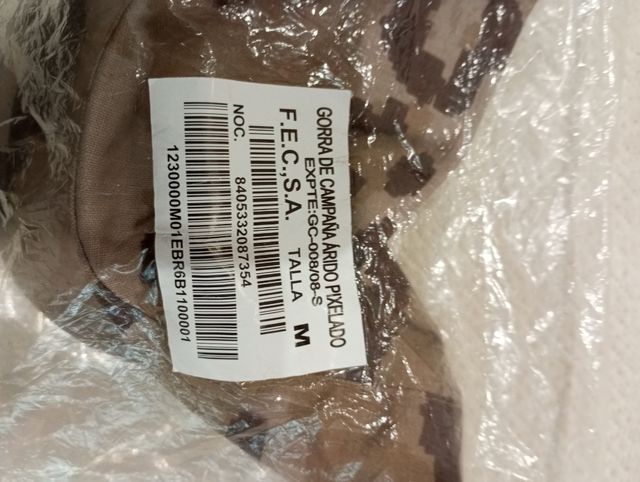 GORRA DE CAMPAÑA ÁRIDO PIXELADO
EXPTE:GC-008/08-S
F.E.C.,S.A. TALLA M
NOC. 8405332087354
1230000M01EBR6B1100001